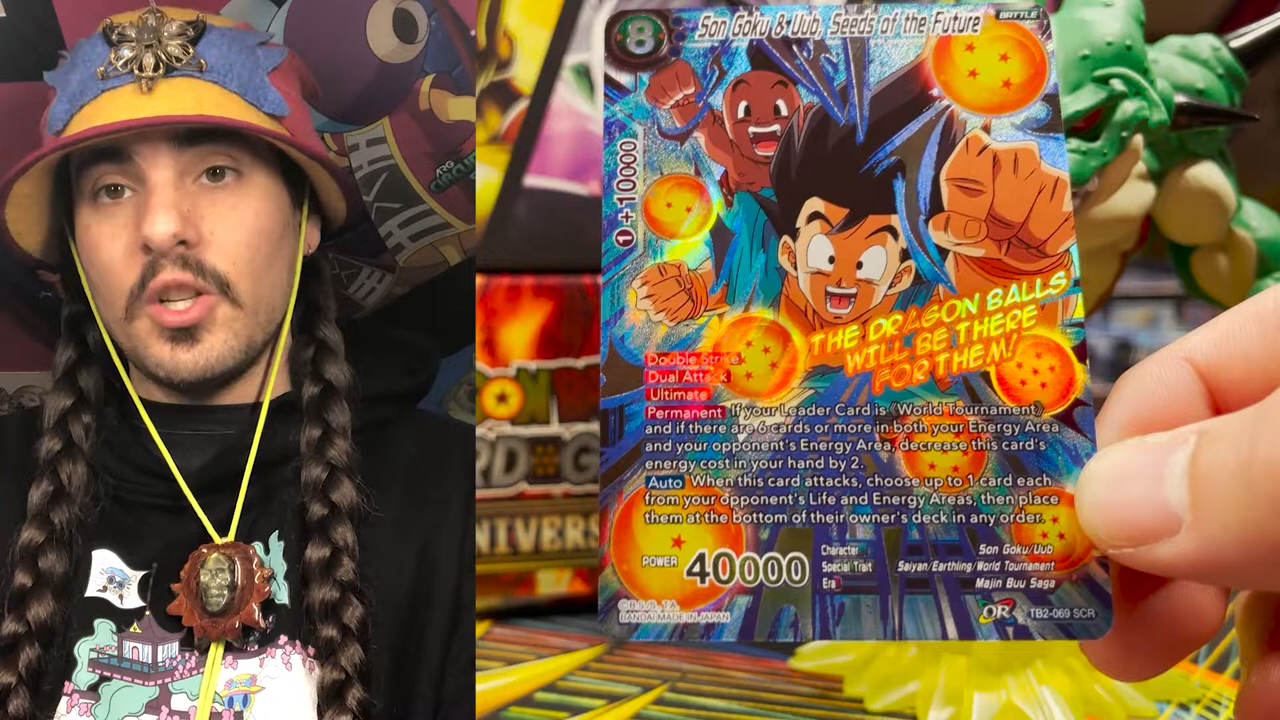 BATTLE
8
Son Goku & Uub, Seeds of the Future
1 +10000
THE DRAGON BALLS
WILL BE THERE
FOR THEM!
Double Strike
Dual Attack
Ultimate
Permanent If your Leader Card is 《World Tournament》
and if there are 6 cards or more in both your Energy Area
and your opponent's Energy Area, decrease this card's
energy cost in your hand by 2.
Auto When this card attacks, choose up to 1 card each
from your opponent's Life and Energy Areas, then place
them at the bottom of their owner's deck in any order.
POWER 40000
Character Son Goku/Uub
Special Trait Saiyan/Earthling/World Tournament
Era Majin Buu Saga
©B.S./S., T.A.
BANDAI MADE IN JAPAN
OR TB2-069 SCR
ON
RD G
NIVERS